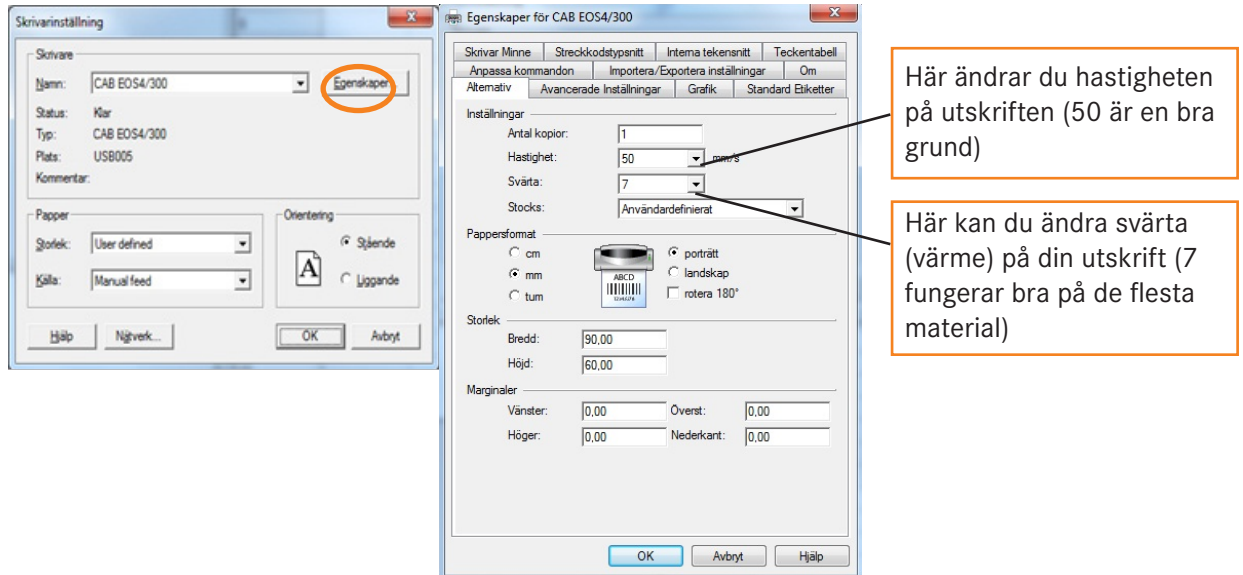 Skrivarinställning
Skrivare
Namn: CAB EOS4/300 Egenskaper
Status: Klar
Typ: CAB EOS4/300
Plats: USB005
Kommentar:
Papper
Storlek: User defined
Källa: Manual feed
Orientering
A
Stående
Liggande
Hjälp Nätverk... OK Avbryt
Egenskaper för CAB EOS4/300
Skrivar Minne Streckkodstypsnitt Interna tekensnitt Teckentabell
Anpassa kommandon Importera/Exportera inställningar Om
Alternativ Avancerade Inställningar Grafik Standard Etiketter
Inställningar
Antal kopior: 1
Hastighet: 50 mm/s
Svärta: 7
Stocks: Användardefinierat
Pappersformat
cm
mm
tum
ABCD
porträtt
landskap
rotera 180°
Storlek
Bredd: 90,00
Höjd: 60,00
Marginaler
Vänster: 0,00 Överst: 0,00
Höger: 0,00 Nederkant: 0,00
OK Avbryt Hjälp
Här ändrar du hastigheten
på utskriften (50 är en bra
grund)
Här kan du ändra svärta
(värme) på din utskrift (7
fungerar bra på de flesta
material)